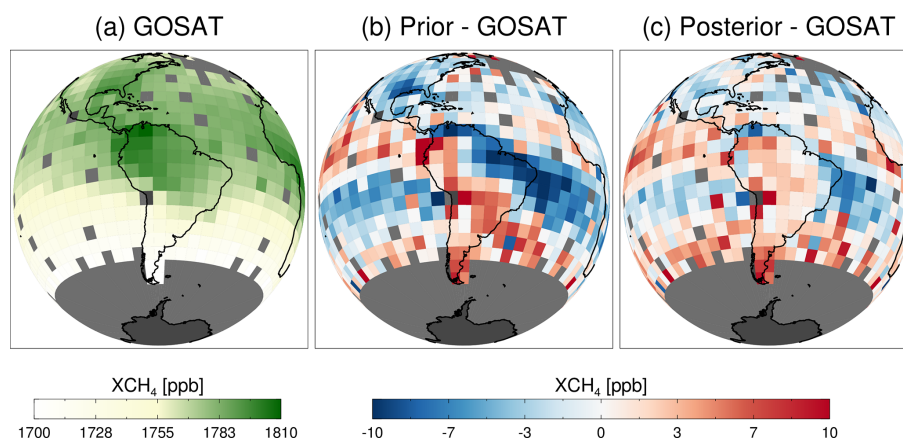 (a) GOSAT (b) Prior - GOSAT (c) Posterior - GOSAT
XCH₄ [ppb] XCH₄ [ppb]
1700 1728 1755 1783 1810 -10 -7 -3 0 3 7 10